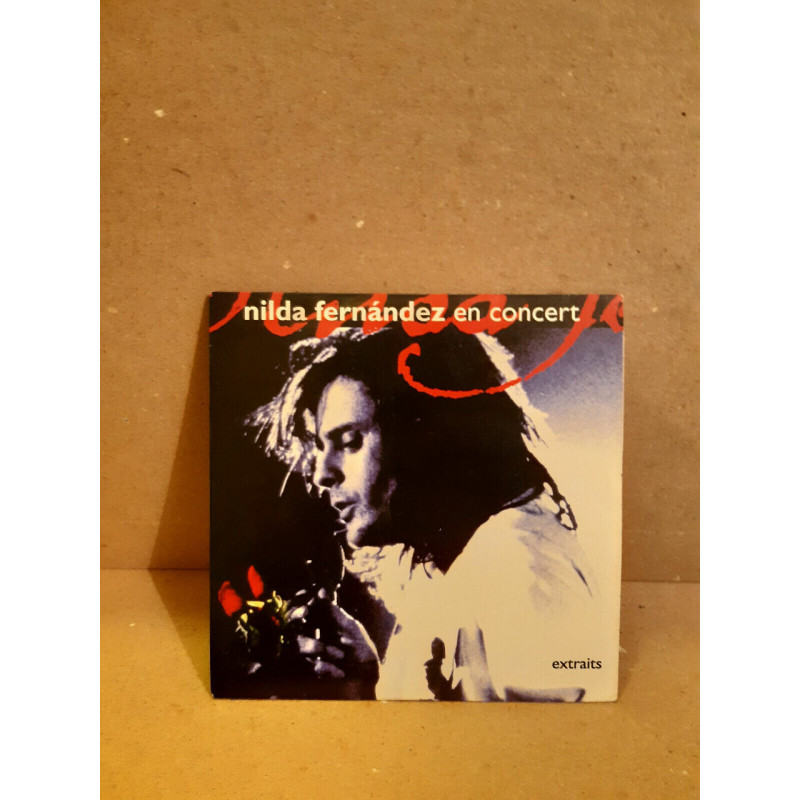 nilda fernández en concert
extraits